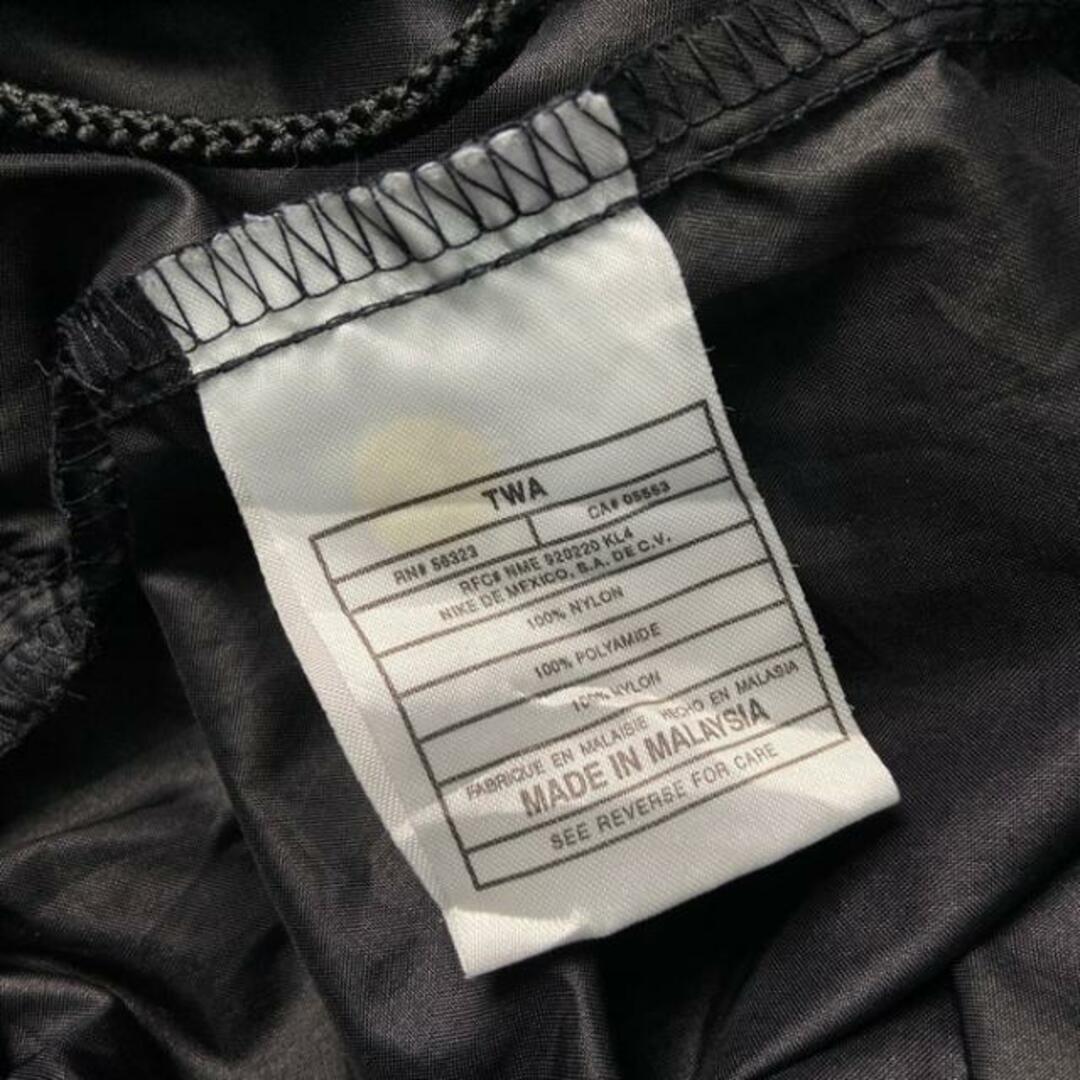 TWA
RN# 56323 CA# 05553
RFC# NME 920220 KL4
NIKE DE MEXICO, S.A. DE C.V.
100% NYLON
100% POLYAMIDE
100% NYLON
FABRIQUE EN MALAISIE HECHO EN MALASIA
MADE IN MALAYSIA
SEE REVERSE FOR CARE